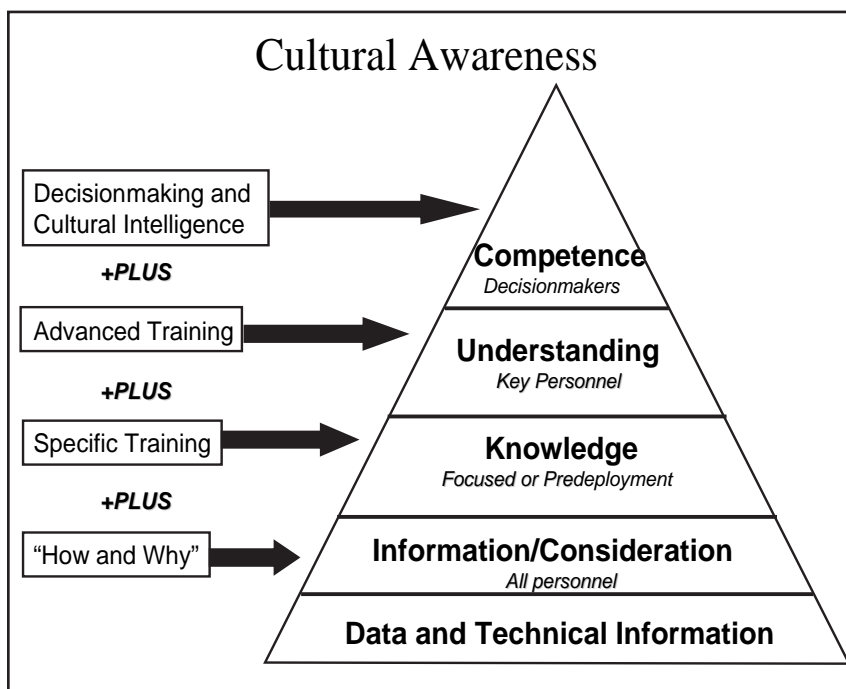 Cultural Awareness
Decisionmaking and
Cultural Intelligence
+PLUS
Advanced Training
+PLUS
Specific Training
+PLUS
“How and Why”
Competence
Decisionmakers
Understanding
Key Personnel
Knowledge
Focused or Predeployment
Information/Consideration
All personnel
Data and Technical Information